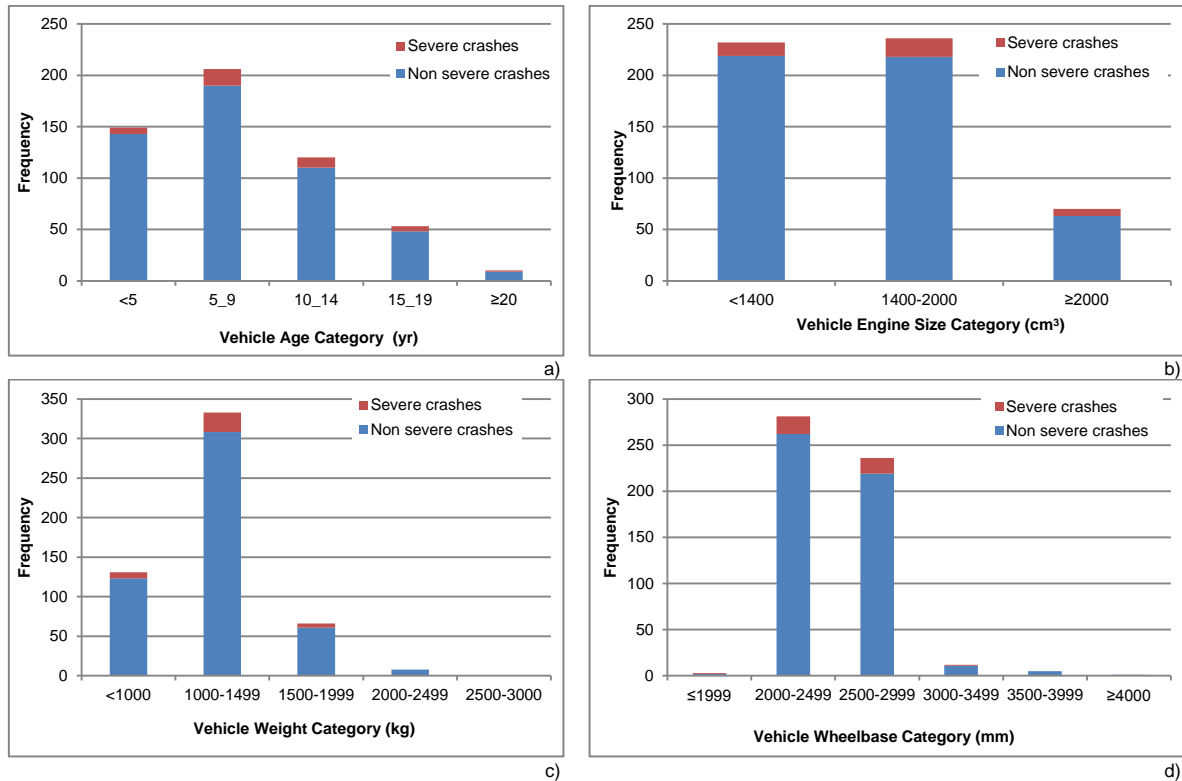 250
200
150
100
50
0
Frequency
Severe crashes
Non severe crashes
<5 5_9 10_14 15_19 ≥20
Vehicle Age Category (yr)
a)
250
200
150
100
50
0
Frequency
Severe crashes
Non severe crashes
<1400 1400-2000 ≥2000
Vehicle Engine Size Category (cm³)
b)
350
300
250
200
150
100
50
0
Frequency
Severe crashes
Non severe crashes
<1000 1000-1499 1500-1999 2000-2499 2500-3000
Vehicle Weight Category (kg)
c)
300
250
200
150
100
50
0
Frequency
Severe crashes
Non severe crashes
≤1999 2000-2499 2500-2999 3000-3499 3500-3999 ≥4000
Vehicle Wheelbase Category (mm)
d)